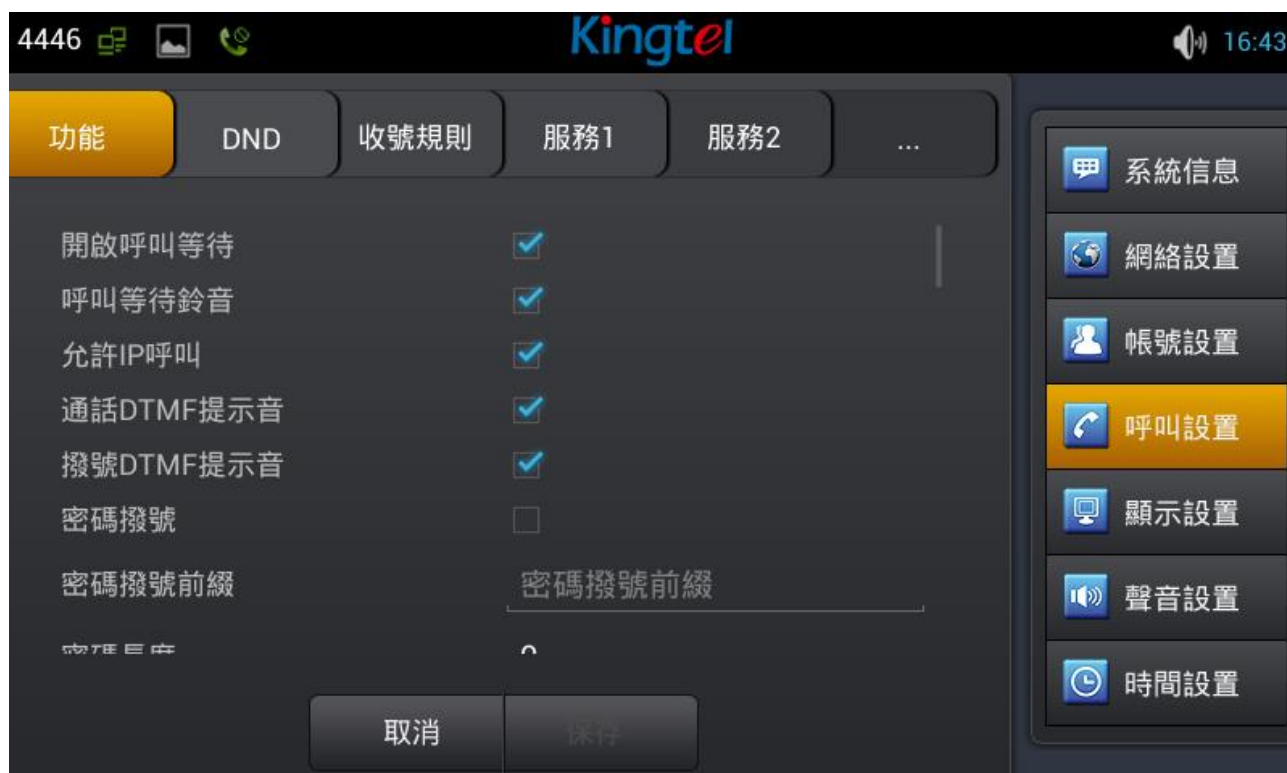 4446 Kingtel 16:43
功能 DND 收號規則 服務1 服務2 ...
開啟呼叫等待
呼叫等待鈴音
允許IP呼叫
通話DTMF提示音
撥號DTMF提示音
密碼撥號
密碼撥號前綴 密碼撥號前綴
密碼長度 0
取消 保存
系統信息
網絡設置
帳號設置
呼叫設置
顯示設置
聲音設置
時間設置